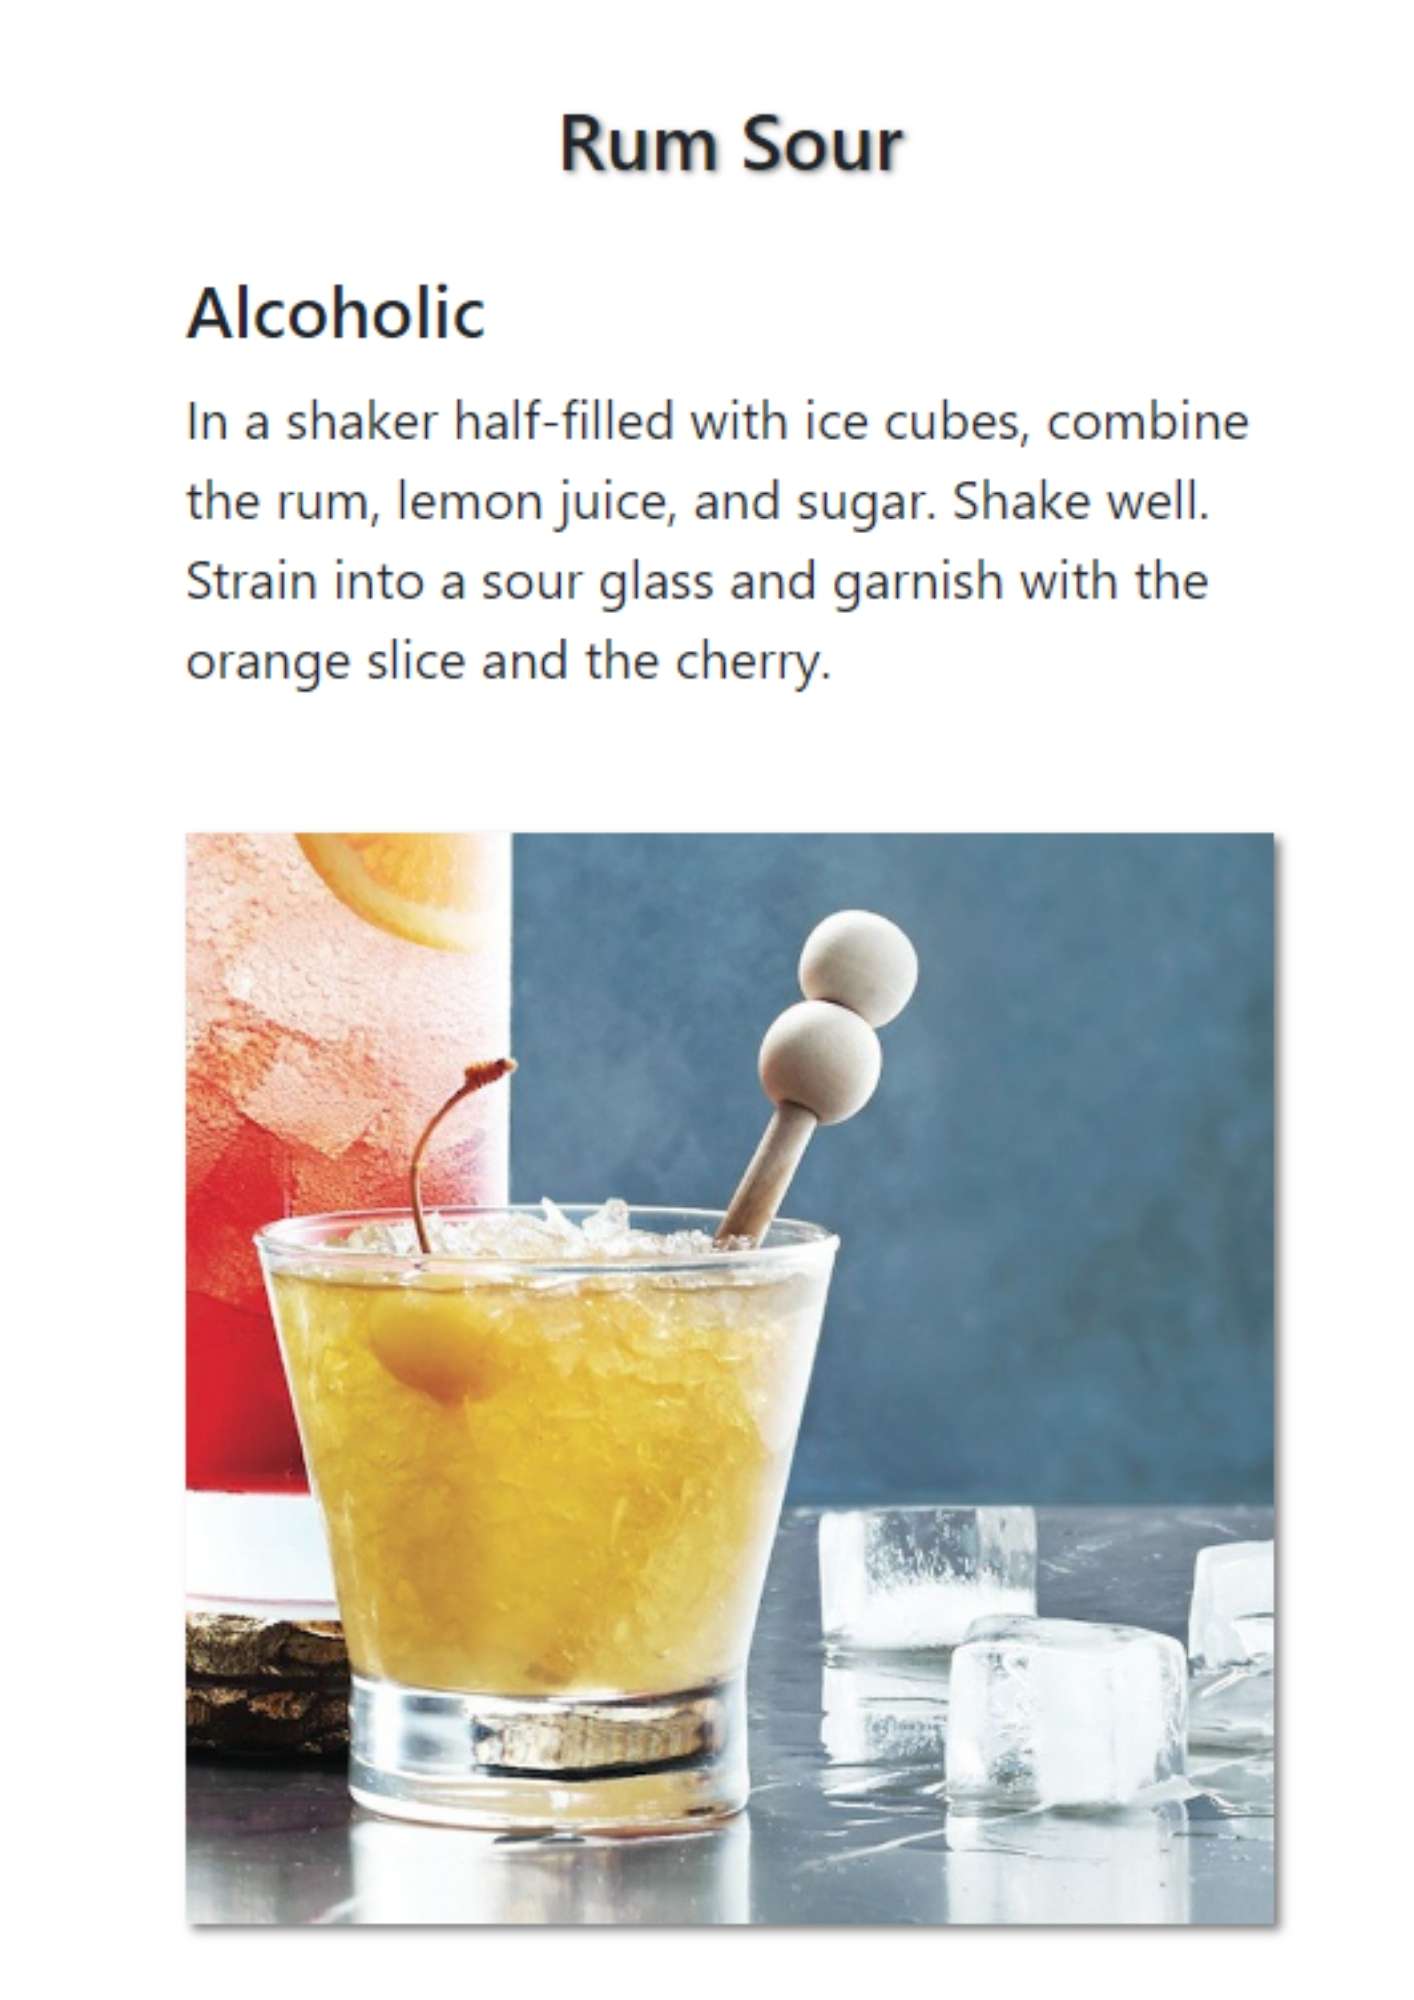 Rum Sour
Alcoholic
In a shaker half-filled with ice cubes, combine
the rum, lemon juice, and sugar. Shake well.
Strain into a sour glass and garnish with the
orange slice and the cherry.